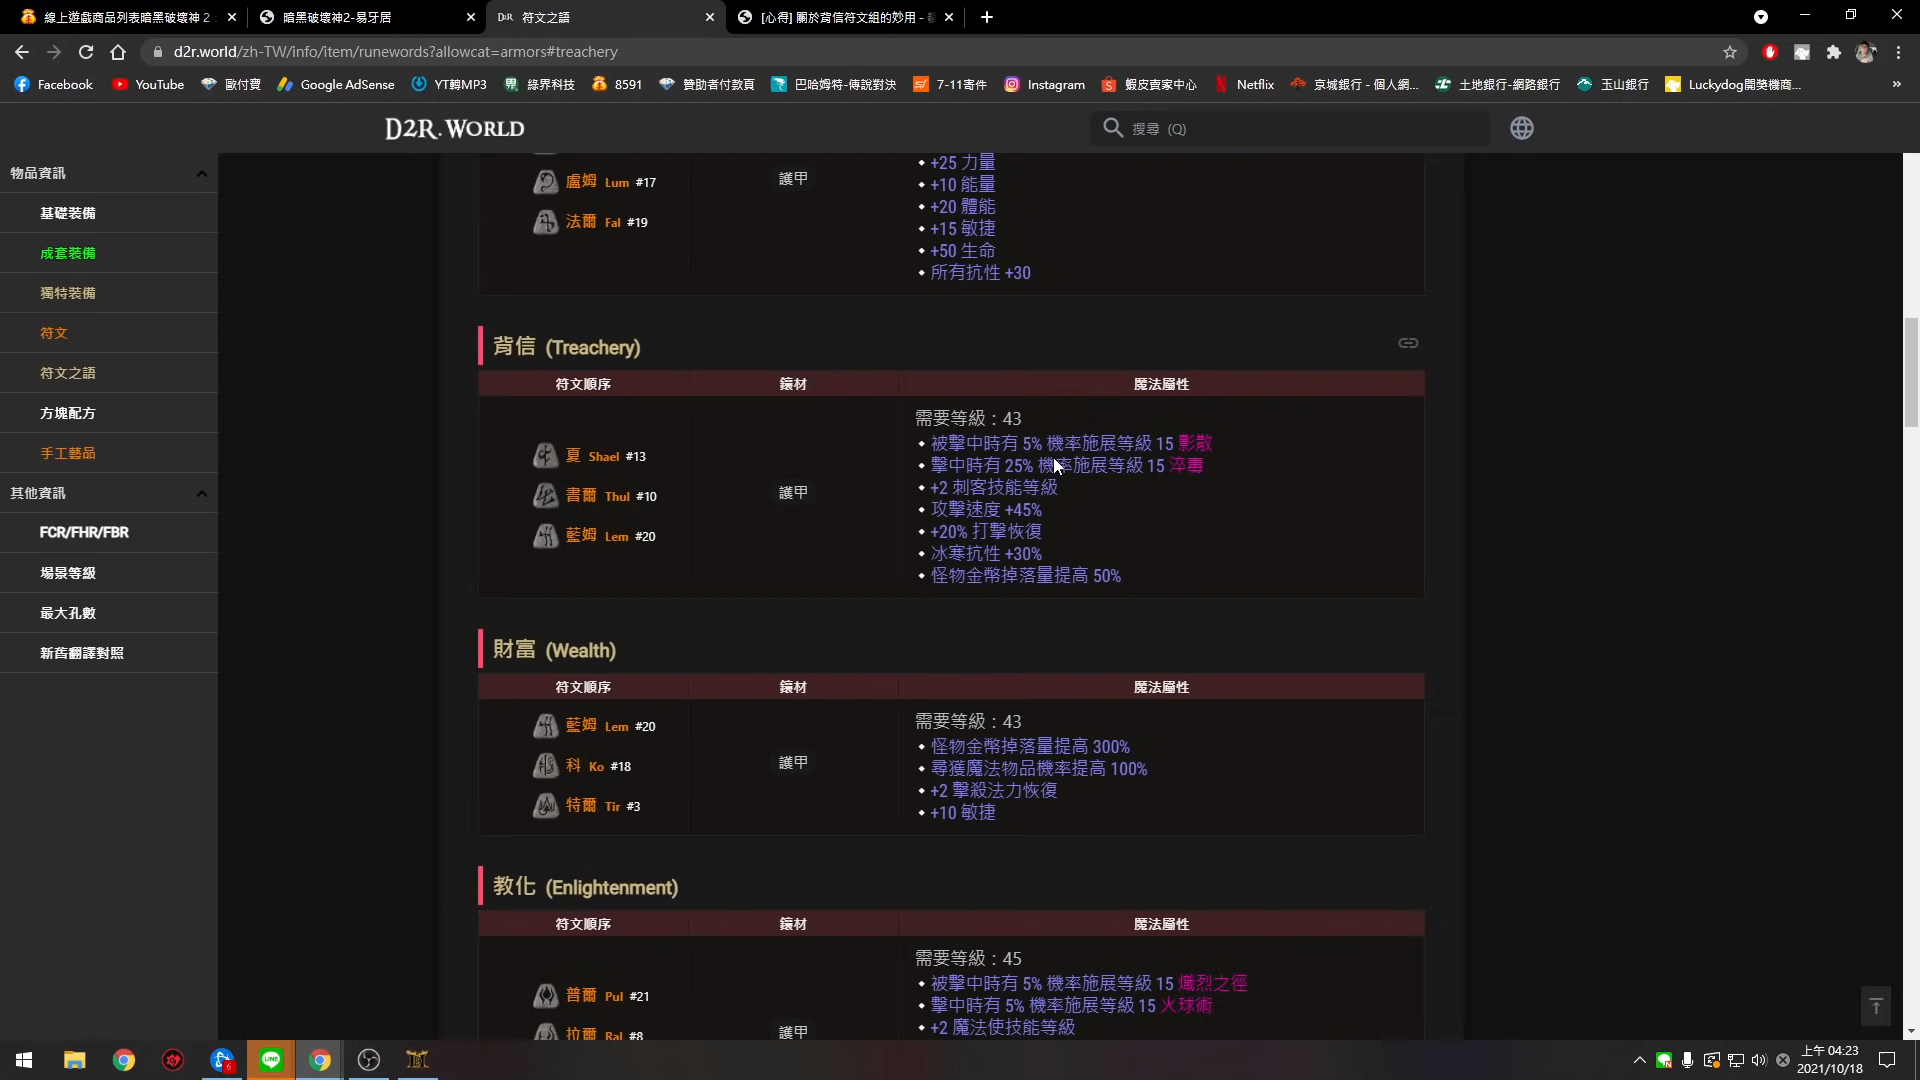 線上遊戲商品列表暗黑破壞神 2
暗黑破壞神2-易牙居
D2R 符文之語
[心得] 關於背信符文組的妙用 -
d2r.world/zh-TW/info/item/runewords?allowcat=armors#treachery
Facebook
YouTube
歐付寶
Google AdSense
YT轉MP3
綠界科技
8591
贊助者付款頁
巴哈姆特-傳說對決
7-11寄件
Instagram
蝦皮賣家中心
Netflix
京城銀行 - 個人網...
土地銀行-網路銀行
玉山銀行
Luckydog開獎機商...
»
D2R.WORLD
搜尋 (Q)
物品資訊
基礎裝備
成套裝備
獨特裝備
符文
符文之語
方塊配方
手工藝品
其他資訊
FCR/FHR/FBR
場景等級
最大孔數
新舊翻譯對照
盧姆 Lum #17
法爾 Fal #19
護甲
+25 力量
+10 能量
+20 體能
+15 敏捷
+50 生命
所有抗性 +30
背信 (Treachery)
符文順序 鑲材 魔法屬性
夏 Shael #13
書爾 Thul #10
藍姆 Lem #20
護甲
需要等級：43
被擊中時有 5% 機率施展等級 15 影散
擊中時有 25% 機率施展等級 15 淬毒
+2 刺客技能等級
攻擊速度 +45%
+20% 打擊恢復
冰寒抗性 +30%
怪物金幣掉落量提高 50%
財富 (Wealth)
符文順序 鑲材 魔法屬性
藍姆 Lem #20
科 Ko #18
特爾 Tir #3
護甲
需要等級：43
怪物金幣掉落量提高 300%
尋獲魔法物品機率提高 100%
+2 擊殺法力恢復
+10 敏捷
教化 (Enlightenment)
符文順序 鑲材 魔法屬性
普爾 Pul #21
拉爾 Ral #8
護甲
需要等級：45
被擊中時有 5% 機率施展等級 15 熾烈之徑
擊中時有 5% 機率施展等級 15 火球術
+2 魔法使技能等級
6
LINE
上午 04:23
2021/10/18